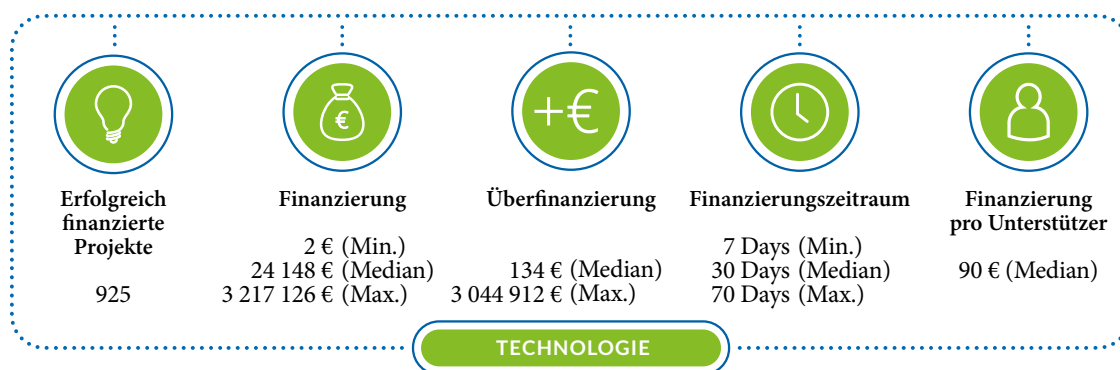 €
+€
Erfolgreich
finanzierte
Projekte
925
Finanzierung
2 € (Min.)
24 148 € (Median)
3 217 126 € (Max.)
Überfinanzierung
134 € (Median)
3 044 912 € (Max.)
Finanzierungszeitraum
7 Days (Min.)
30 Days (Median)
70 Days (Max.)
Finanzierung
pro Unterstützer
90 € (Median)
TECHNOLOGIE